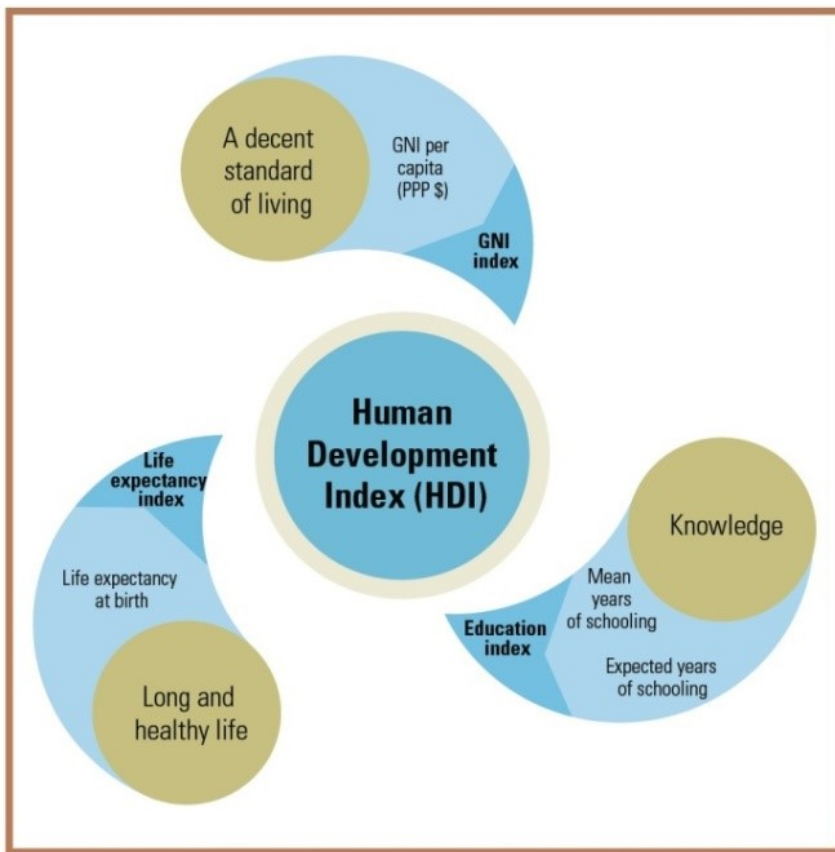 A decent
standard
of living
GNI per
capita
(PPP $)
GNI
index
Human
Development
Index (HDI)
Life
expectancy
index
Life expectancy
at birth
Long and
healthy life
Knowledge
Mean
years
of schooling
Expected years
of schooling
Education
index